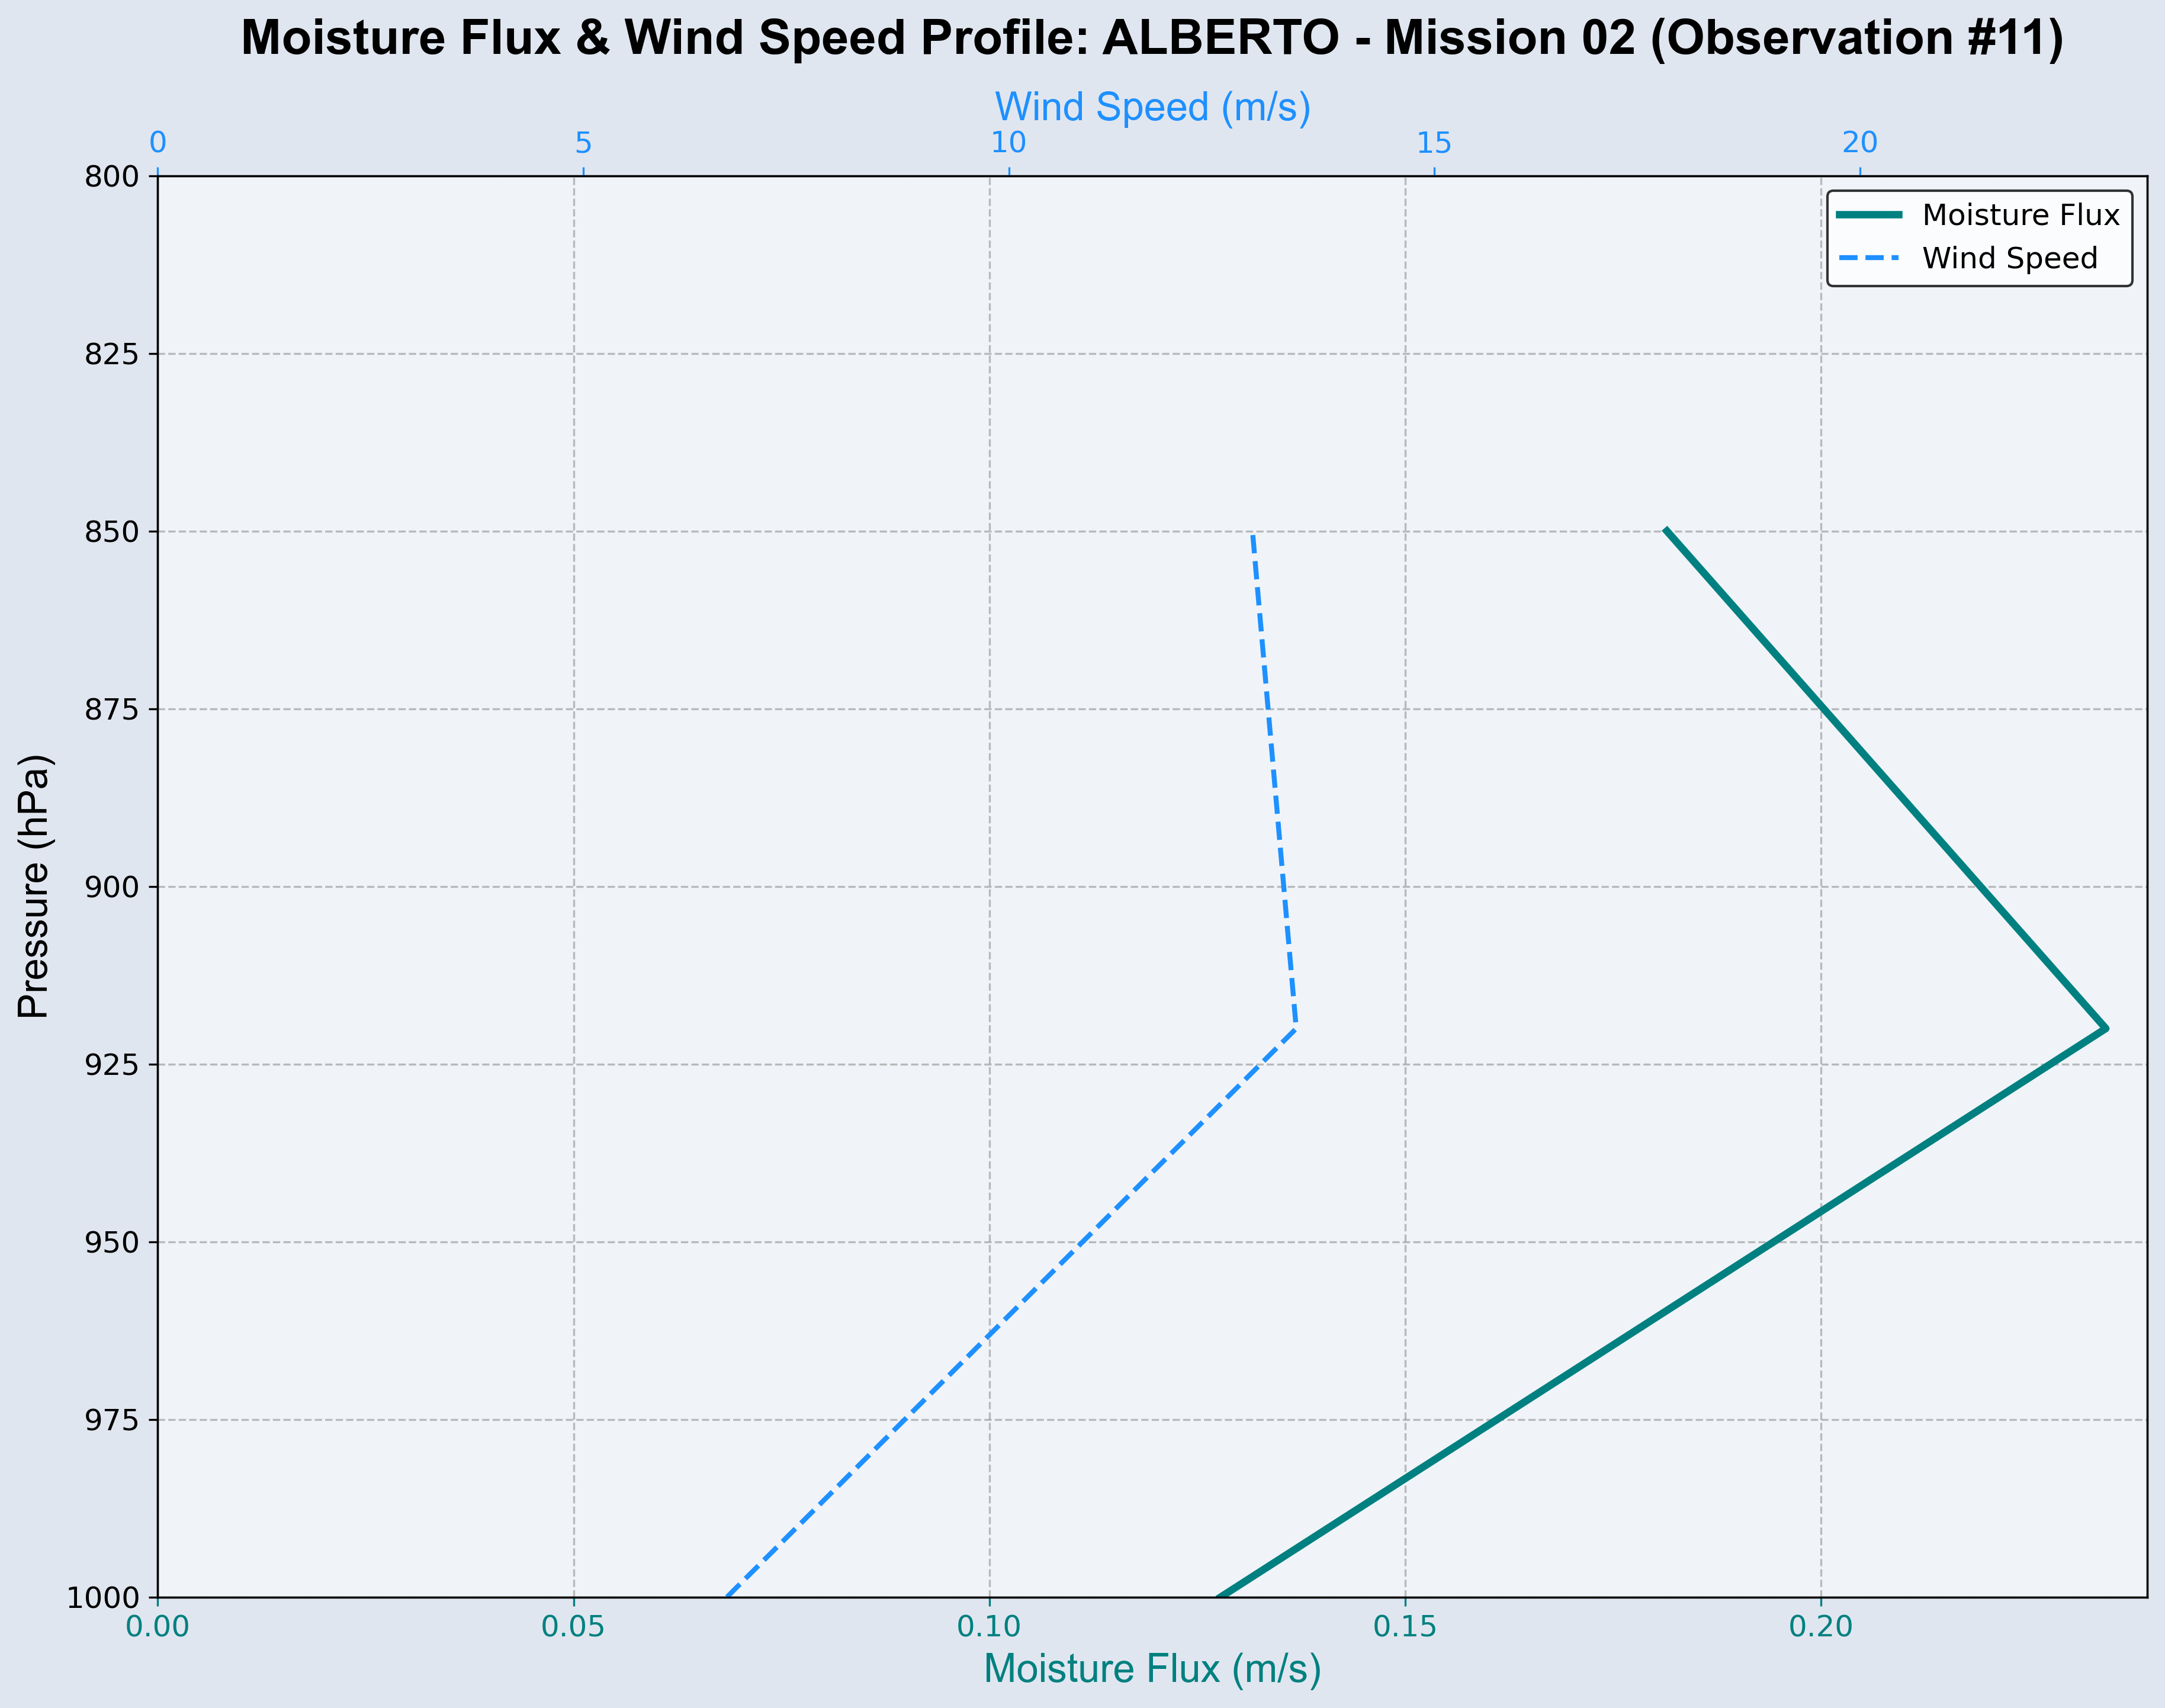 Moisture Flux & Wind Speed Profile: ALBERTO - Mission 02 (Observation #11)
Wind Speed (m/s)
0 5 10 15 20
Moisture Flux
Wind Speed
800
825
850
875
900
925
950
975
1000
Pressure (hPa)
0.00 0.05 0.10 0.15 0.20
Moisture Flux (m/s)